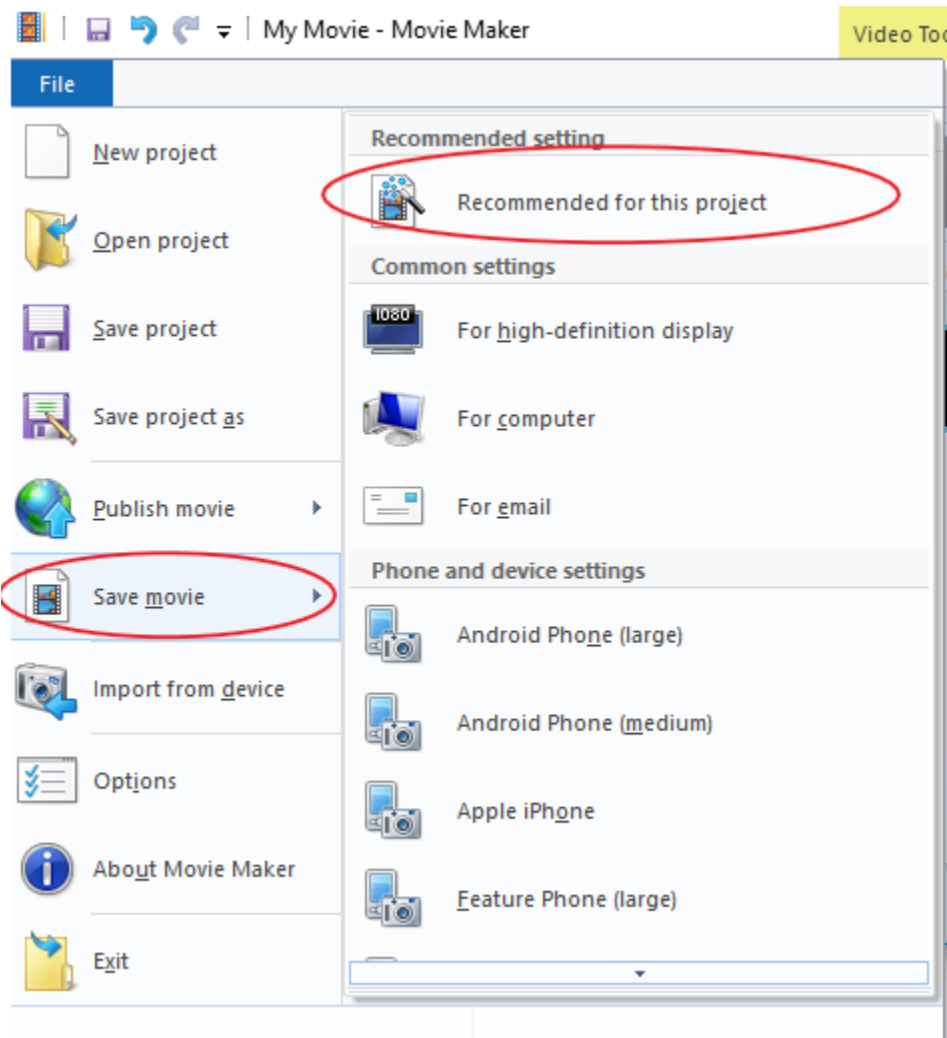 My Movie - Movie Maker
Video Too
File
New project
Open project
Save project
Save project as
Publish movie
Save movie
Import from device
Options
About Movie Maker
Exit
Recommended setting
Recommended for this project
Common settings
1080
For high-definition display
For computer
For email
Phone and device settings
Android Phone (large)
Android Phone (medium)
Apple iPhone
Feature Phone (large)